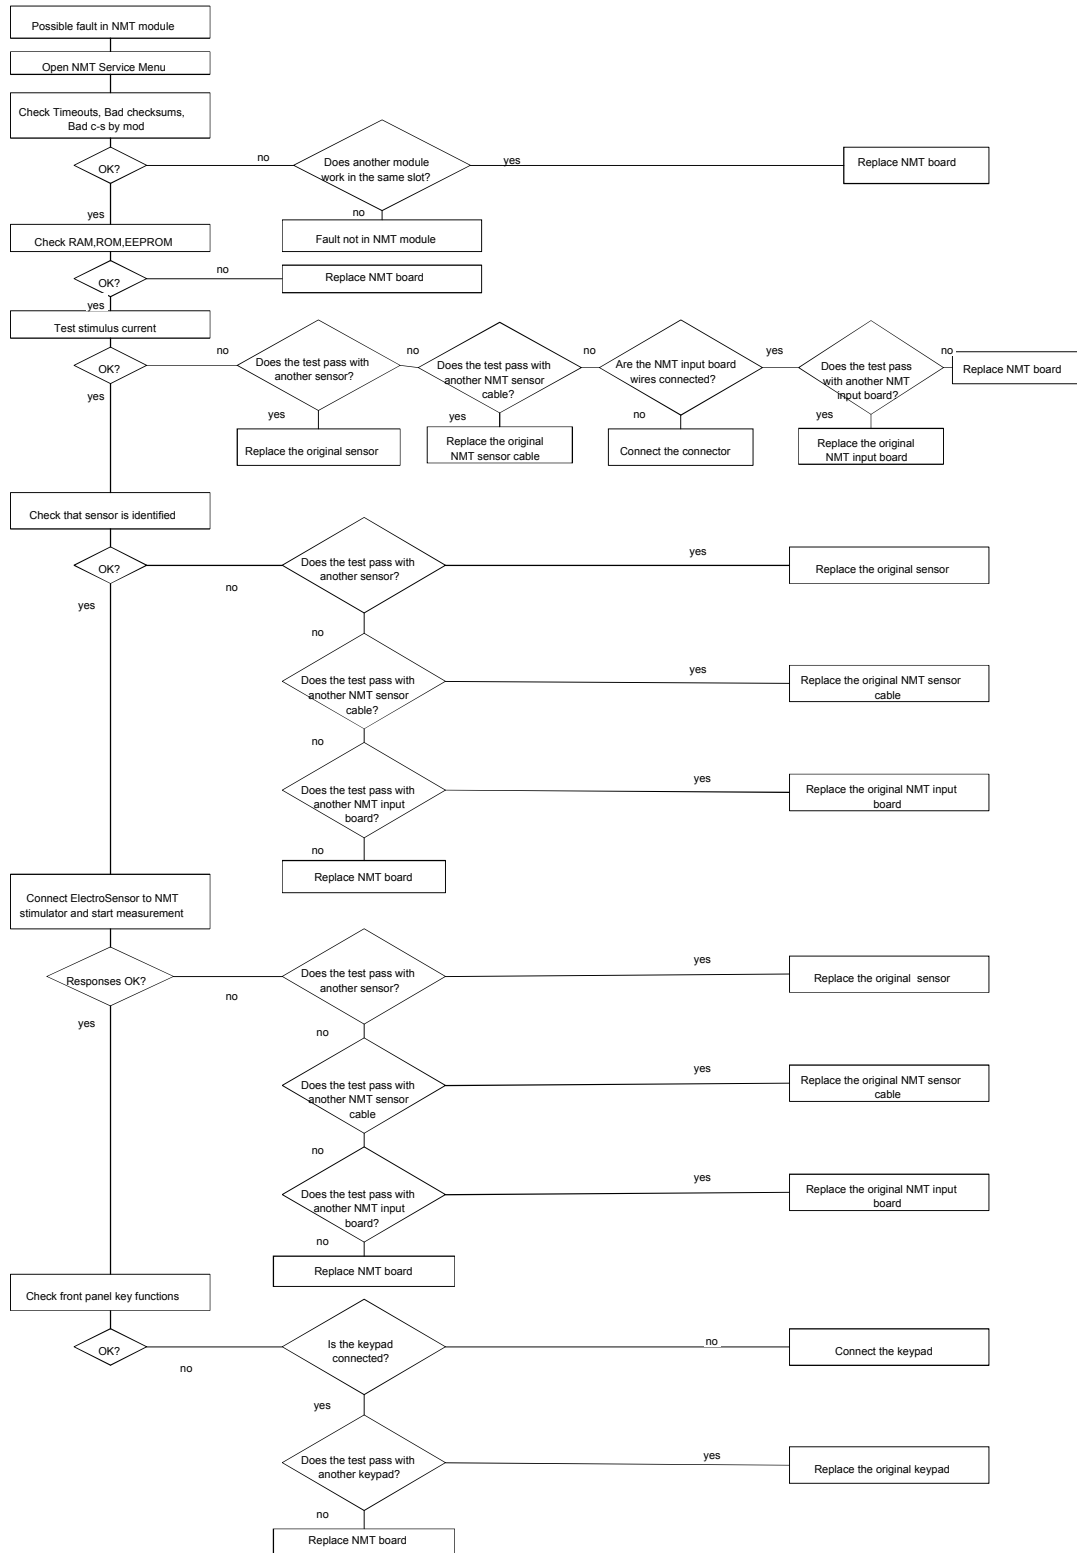 Possible fault in NMT module
Open NMT Service Menu
Check Timeouts, Bad checksums,
Bad c-s by mod
OK?
no
Does another module
work in the same slot?
yes
Replace NMT board
no
Fault not in NMT module
yes
Check RAM,ROM,EEPROM
OK?
no
Replace NMT board
yes
Test stimulus current
OK?
no
Does the test pass with
another sensor?
no
Does the test pass with
another NMT sensor
cable?
no
Are the NMT input board
wires connected?
yes
Does the test pass
with another NMT
input board?
no
Replace NMT board
yes
yes
Replace the original sensor
yes
Replace the original
NMT sensor cable
no
Connect the connector
yes
Replace the original
NMT input board
Check that sensor is identified
OK?
no
Does the test pass with
another sensor?
yes
Replace the original sensor
yes
no
Does the test pass with
another NMT sensor
cable?
yes
Replace the original NMT sensor
cable
no
Does the test pass with
another NMT input
board?
yes
Replace the original NMT input
board
no
Replace NMT board
Connect ElectroSensor to NMT
stimulator and start measurement
Responses OK?
no
Does the test pass with
another sensor?
yes
Replace the original  sensor
yes
no
Does the test pass with
another NMT sensor
cable
yes
Replace the original NMT sensor
cable
no
Does the test pass with
another NMT input
board?
yes
Replace the original NMT input
board
no
Replace NMT board
Check front panel key functions
OK?
no
Is the keypad
connected?
no
Connect the keypad
yes
Does the test pass with
another keypad?
yes
Replace the original keypad
no
Replace NMT board